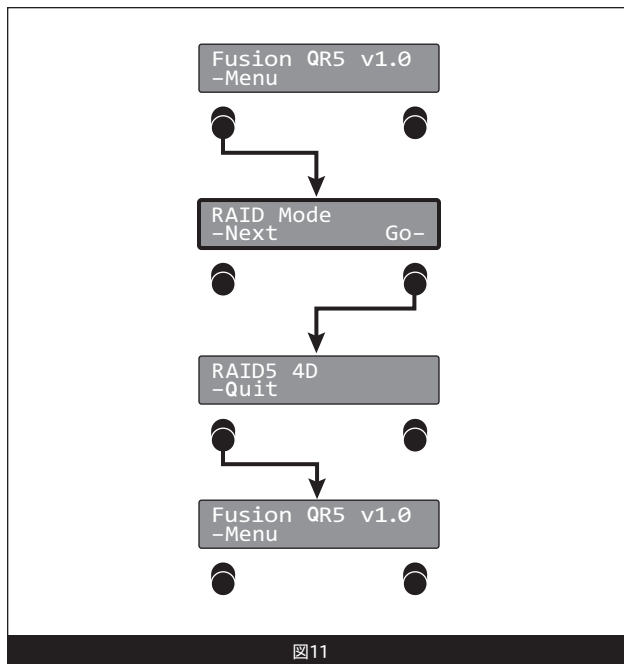 Fusion QR5 v1.0
–Menu
RAID Mode
–Next Go–
RAID5 4D
–Quit
Fusion QR5 v1.0
–Menu
図11